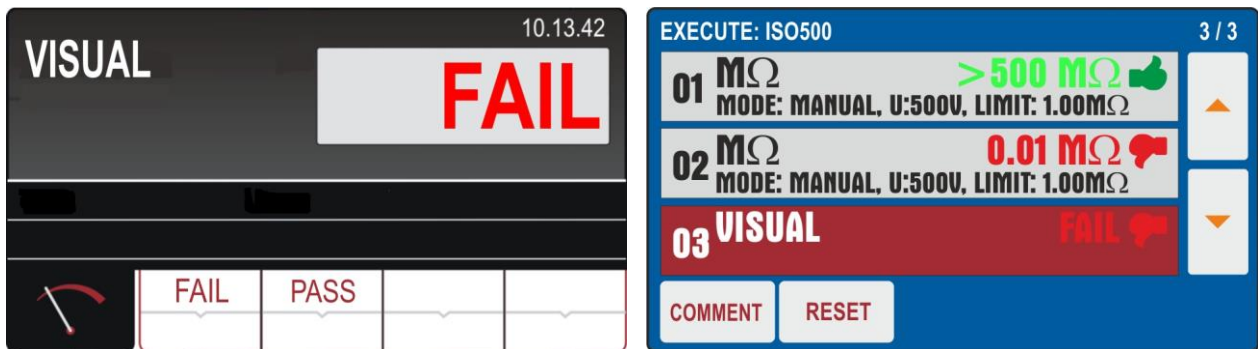 10.13.42
VISUAL
FAIL
FAIL PASS
EXECUTE: ISO500 3 / 3
01 MΩ >500 MΩ
MODE: MANUAL, U:500V, LIMIT: 1.00MΩ
02 MΩ 0.01 MΩ
MODE: MANUAL, U:500V, LIMIT: 1.00MΩ
03 VISUAL FAIL
COMMENT RESET